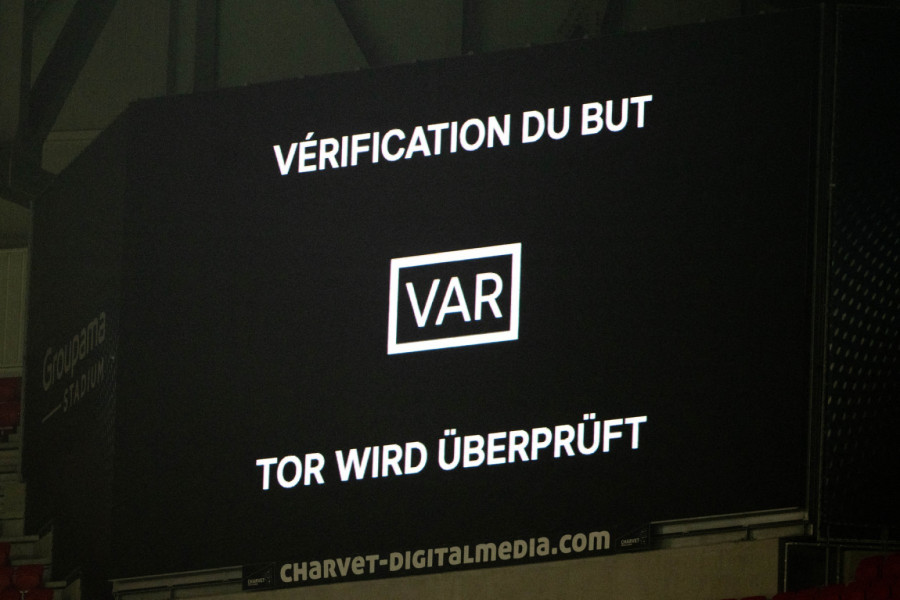 VÉRIFICATION DU BUT
VAR
Groupama
STADIUM
TOR WIRD ÜBERPRÜFT
CHARVET-DIGITALMEDIA.COM